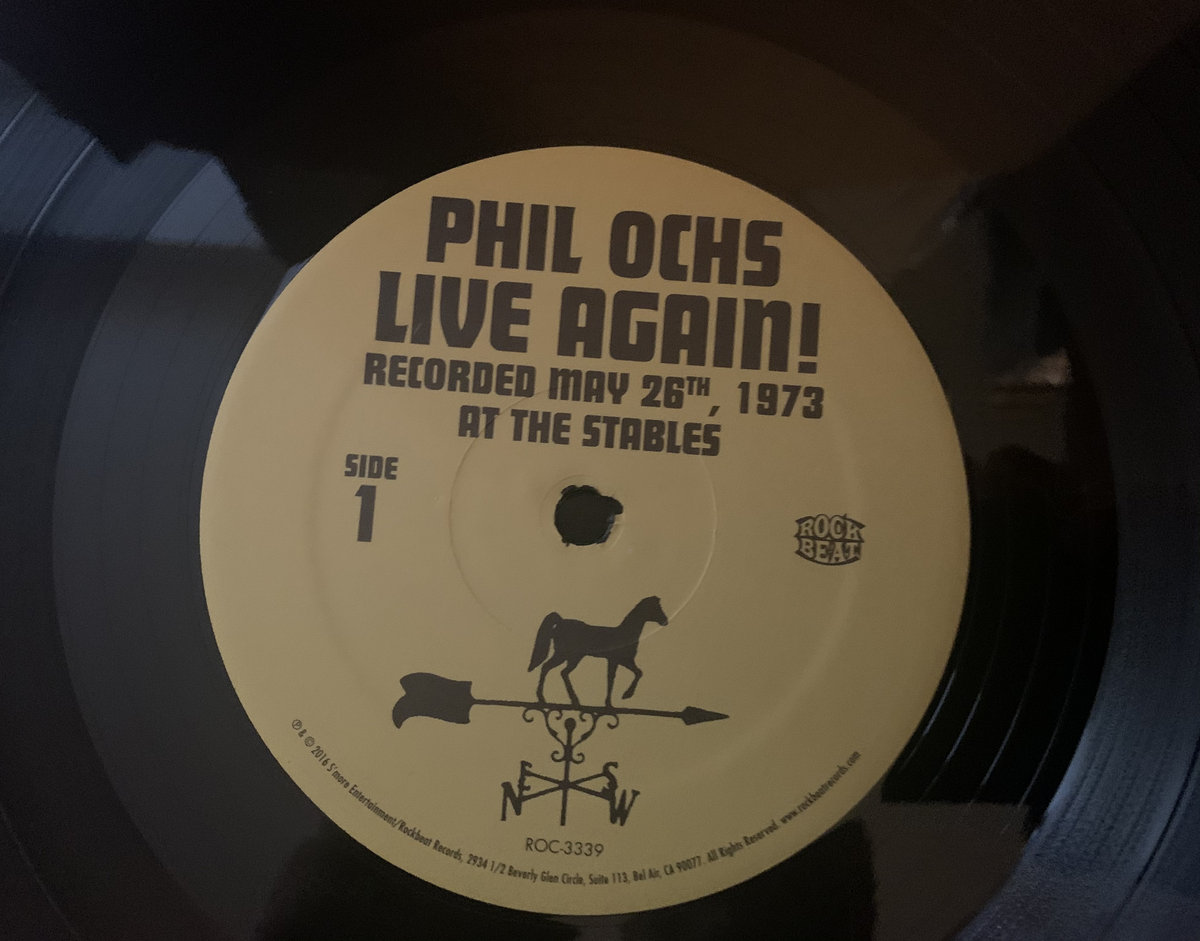 PHIL OCHS
LIVE AGAIN!
RECORDED MAY 26TH, 1973
AT THE STABLES
SIDE
1
ROCK
BEAT
N E S W
ROC-3339
℗ & © 2016 S'more Entertainment/Rockbeat Records, 2934 1/2 Beverly Glen Circle, Suite 113, Bel Air, CA 90077. All Rights Reserved. www.rockbeatrecords.com